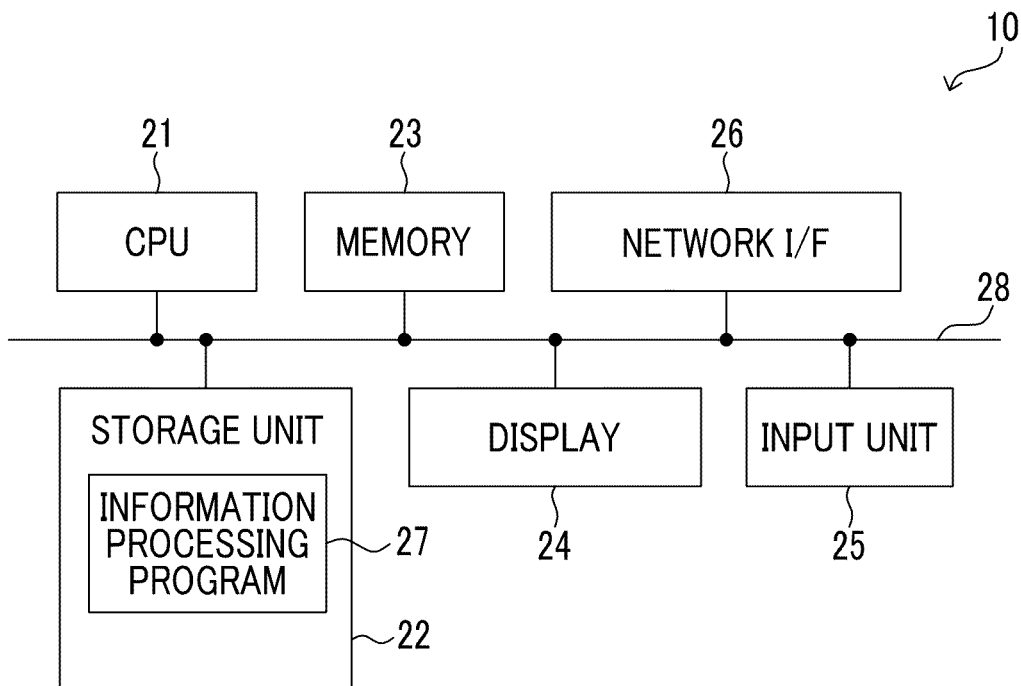 10
21
23
26
CPU
MEMORY
NETWORK I/F
28
STORAGE UNIT
DISPLAY
INPUT UNIT
INFORMATION
PROCESSING
PROGRAM
27
24
25
22